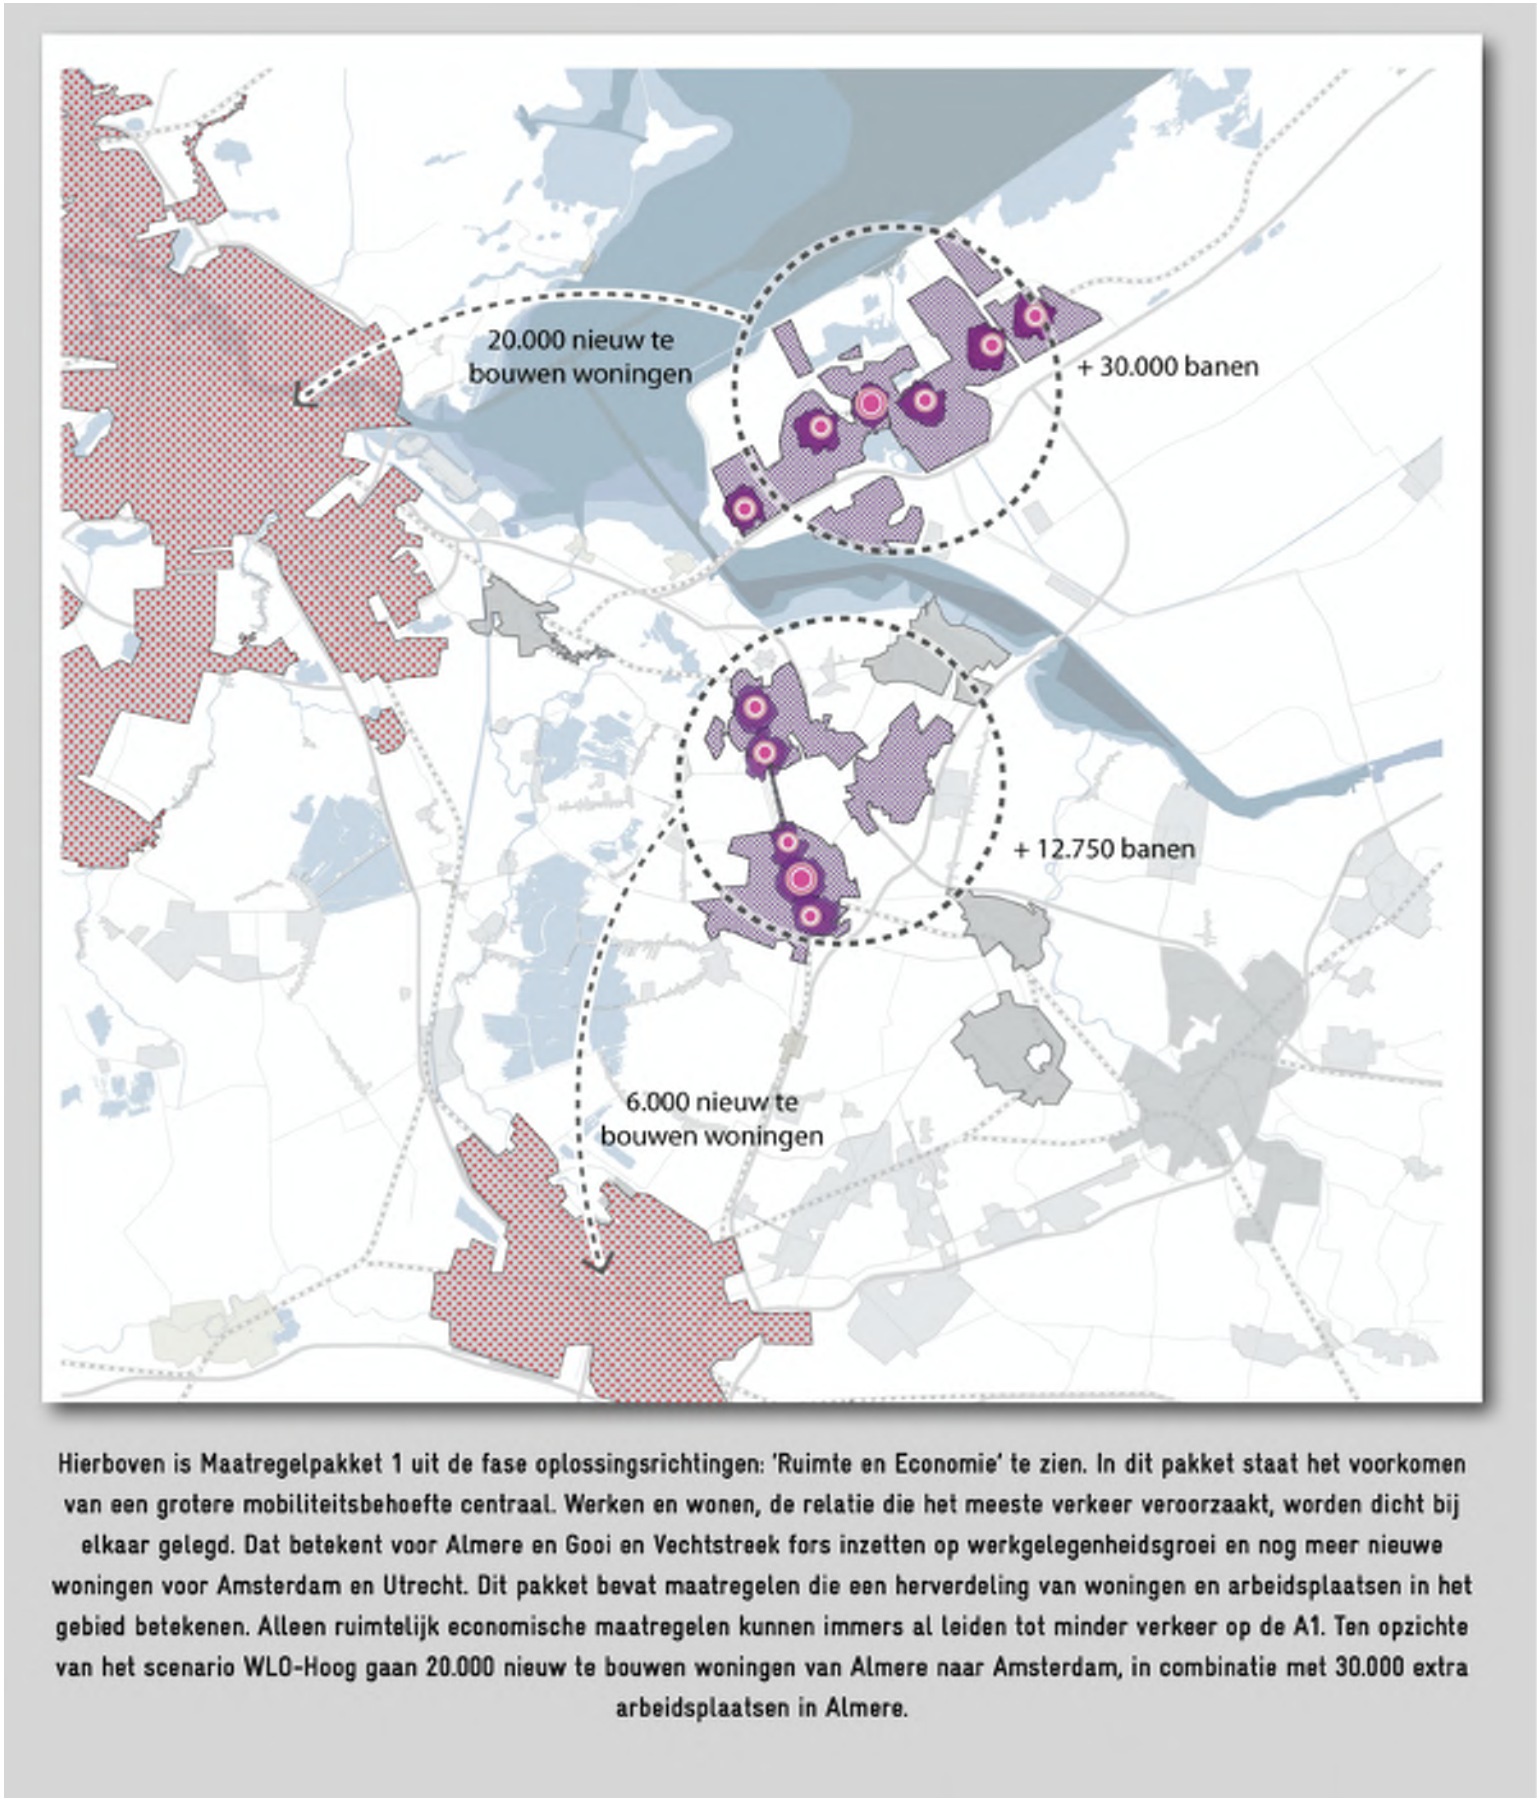 20.000 nieuw te
bouwen woningen
+ 30.000 banen
+ 12.750 banen
6.000 nieuw te
bouwen woningen
Hierboven is Maatregelpakket 1 uit de fase oplossingsrichtingen: 'Ruimte en Economie' te zien. In dit pakket staat het voorkomen
van een grotere mobiliteitsbehoefte centraal. Werken en wonen, de relatie die het meeste verkeer veroorzaakt, worden dicht bij
elkaar gelegd. Dat betekent voor Almere en Gooi en Vechtstreek fors inzetten op werkgelegenheidsgroei en nog meer nieuwe
woningen voor Amsterdam en Utrecht. Dit pakket bevat maatregelen die een herverdeling van woningen en arbeidsplaatsen in het
gebied betekenen. Alleen ruimtelijk economische maatregelen kunnen immers al leiden tot minder verkeer op de A1. Ten opzichte
van het scenario WLO-Hoog gaan 20.000 nieuw te bouwen woningen van Almere naar Amsterdam, in combinatie met 30.000 extra
arbeidsplaatsen in Almere.